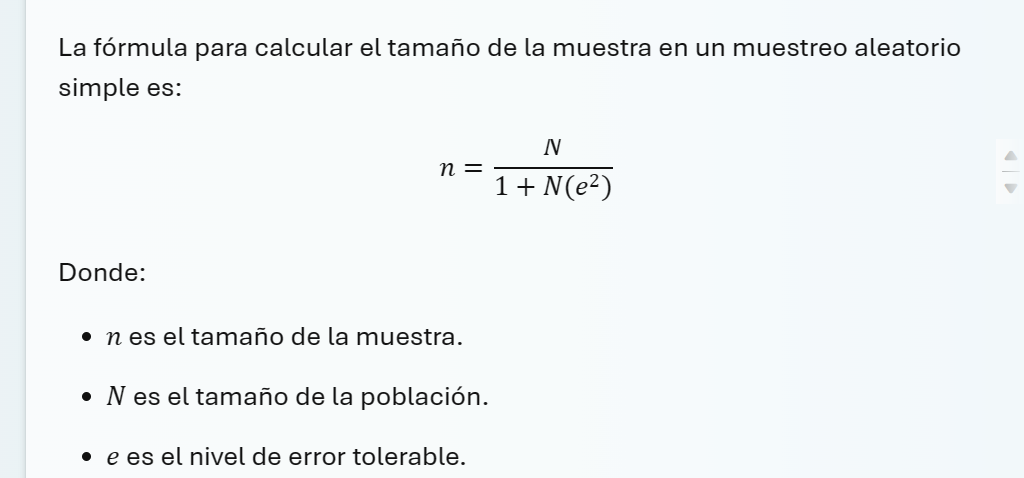 La fórmula para calcular el tamaño de la muestra en un muestreo aleatorio
simple es:
n = N / 1 + N(e²)
Donde:
• n es el tamaño de la muestra.
• N es el tamaño de la población.
• e es el nivel de error tolerable.